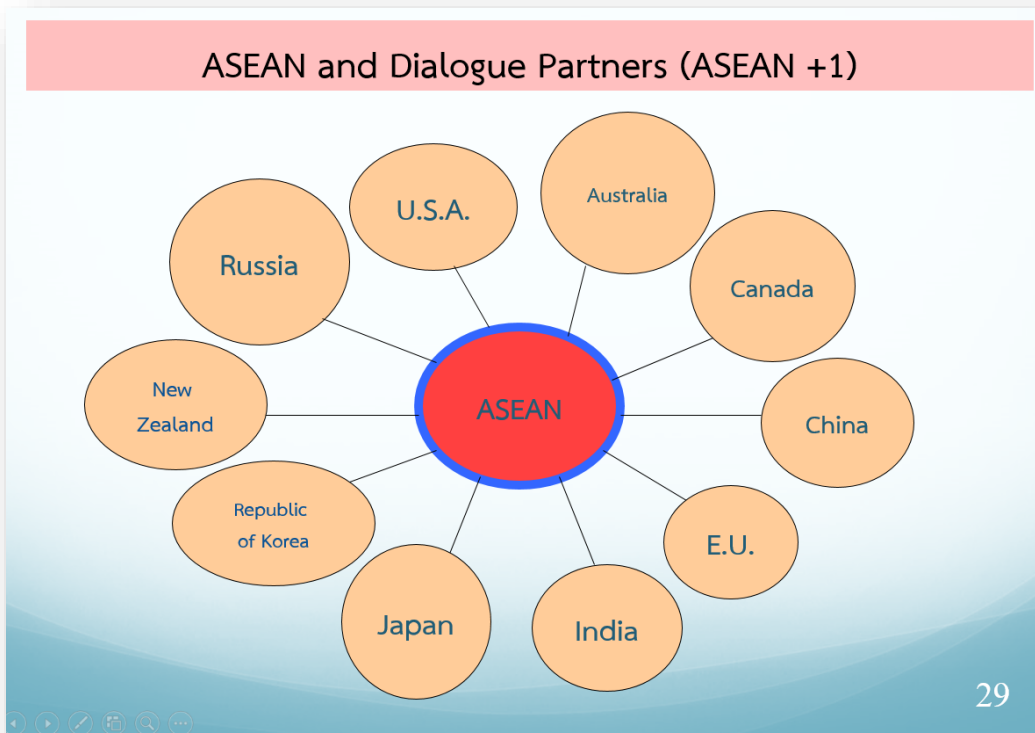 ASEAN and Dialogue Partners (ASEAN +1)
U.S.A.
Australia
Russia
Canada
New
Zealand
ASEAN
China
Republic
of Korea
E.U.
Japan
India
29